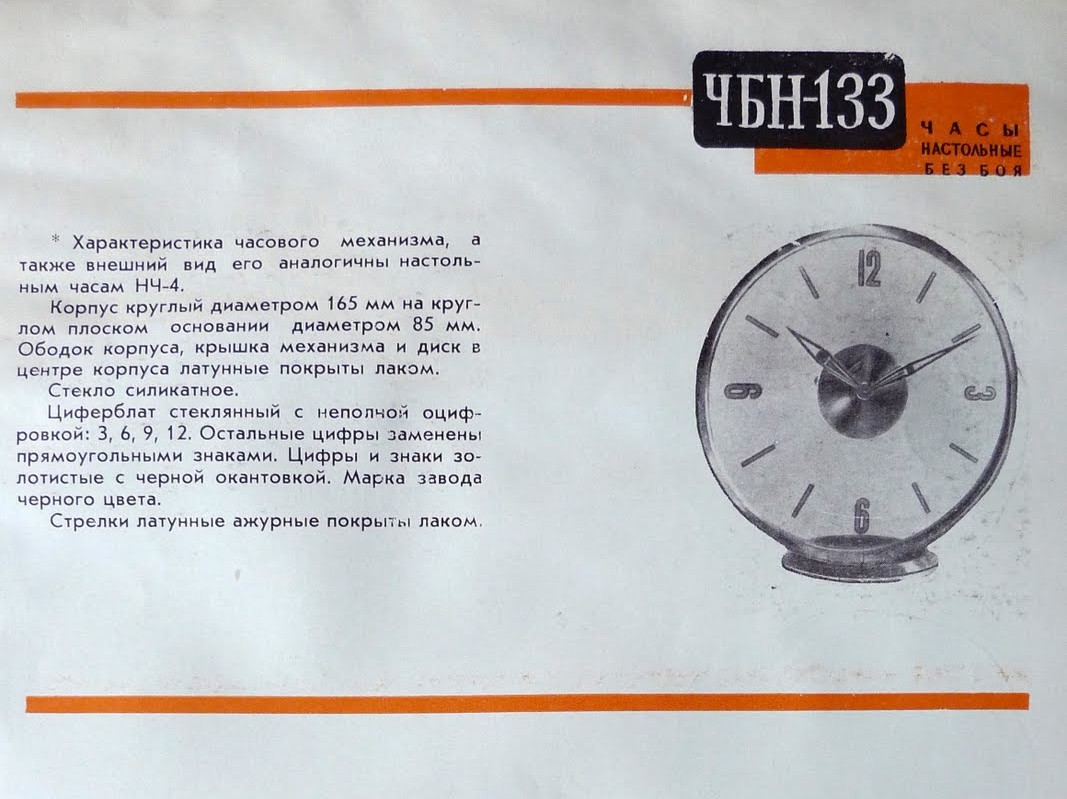 ЧБН-133
ЧАСЫ
НАСТОЛЬНЫЕ
БЕЗ БОЯ
* Характеристика часового механизма, а
также внешний вид его аналогичны настоль-
ным часам НЧ-4.
Корпус круглый диаметром 165 мм на круг-
лом плоском основании диаметром 85 мм.
Ободок корпуса, крышка механизма и диск в
центре корпуса латунные покрыты лаком.
Стекло силикатное.
Циферблат стеклянный с неполной оциф-
ровкой: 3, 6, 9, 12. Остальные цифры заменены
прямоугольными знаками. Цифры и знаки зо-
лотистые с черной окантовкой. Марка завода
черного цвета.
Стрелки латунные ажурные покрыты лаком.
12
9
3
6